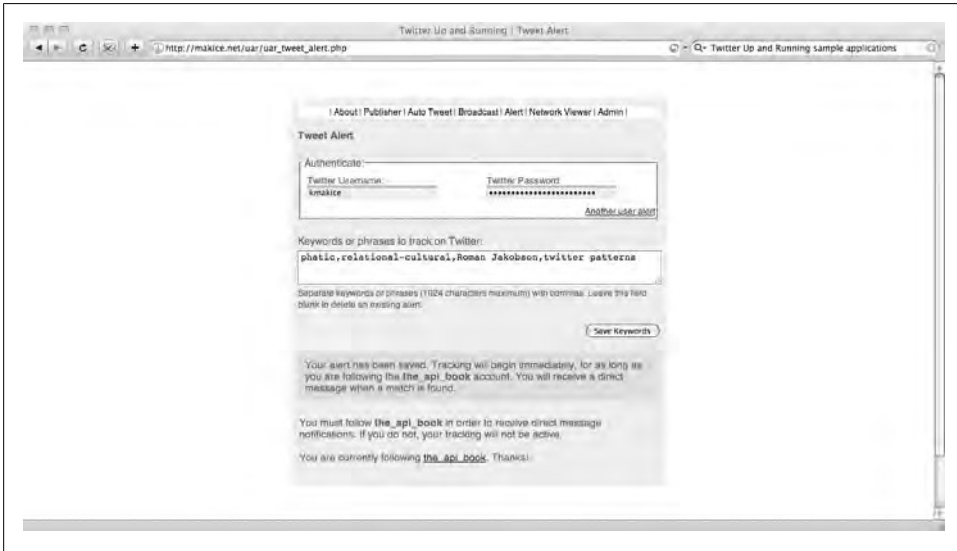 Twitter Up and Running | Tweet Alert
http://makice.net/uar/uar_tweet_alert.php
Twitter Up and Running sample applications
| About | Publisher | Auto Tweet | Broadcast | Alert | Network Viewer | Admin |
Tweet Alert
Authenticate:
Twitter Username: Twitter Password:
kmakice ••••••••••••••••••••••••
Another user alert
Keywords or phrases to track on Twitter:
phatic,relational-cultural,Roman Jakobson,twitter patterns
Separate keywords or phrases (1024 characters maximum) with commas. Leave this field
blank to delete an existing alert.
Save Keywords
Your alert has been saved. Tracking will begin immediately, for as long as
you are following the the_api_book account. You will receive a direct
message when a match is found.
You must follow the_api_book in order to receive direct message
notifications. If you do not, your tracking will not be active.
You are currently following the_api_book. Thanks!